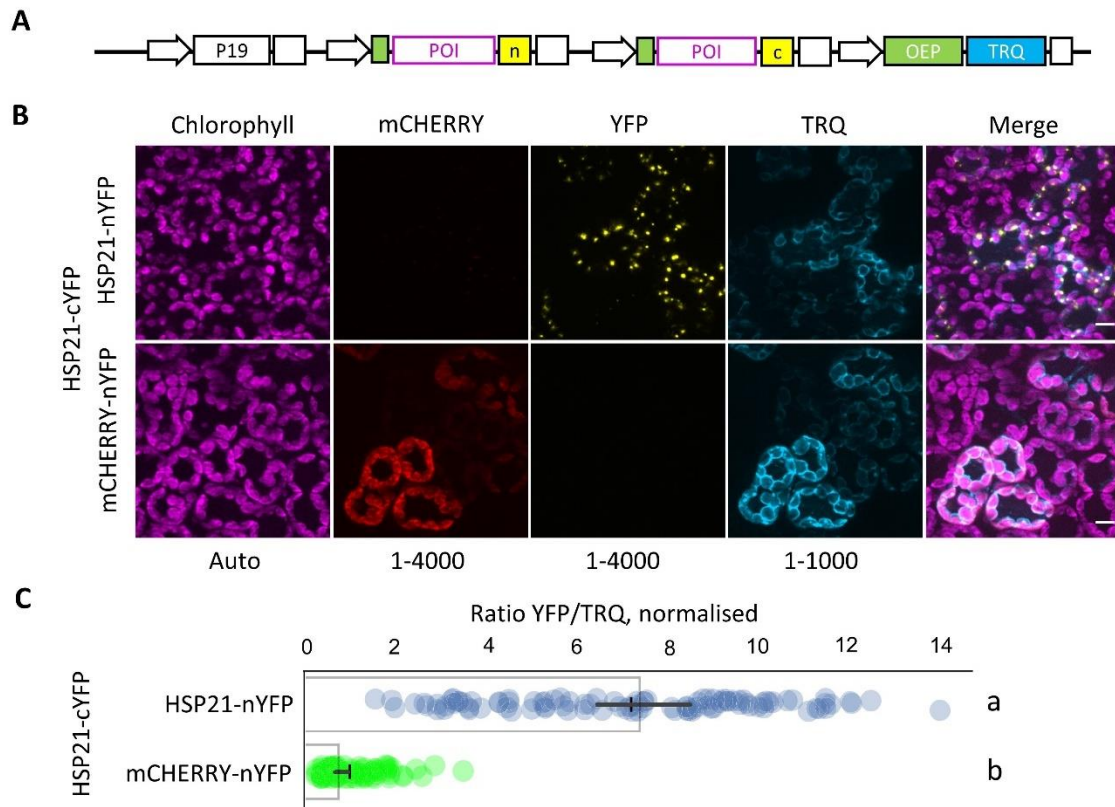 A
P19 POI n POI c OEP TRQ
B
Chlorophyll mCHERRY YFP TRQ Merge
HSP21-cYFP
HSP21-nYFP
mCHERRY-nYFP
Auto 1-4000 1-4000 1-1000
C
Ratio YFP/TRQ, normalised
0 2 4 6 8 10 12 14
HSP21-cYFP
HSP21-nYFP a
mCHERRY-nYFP b